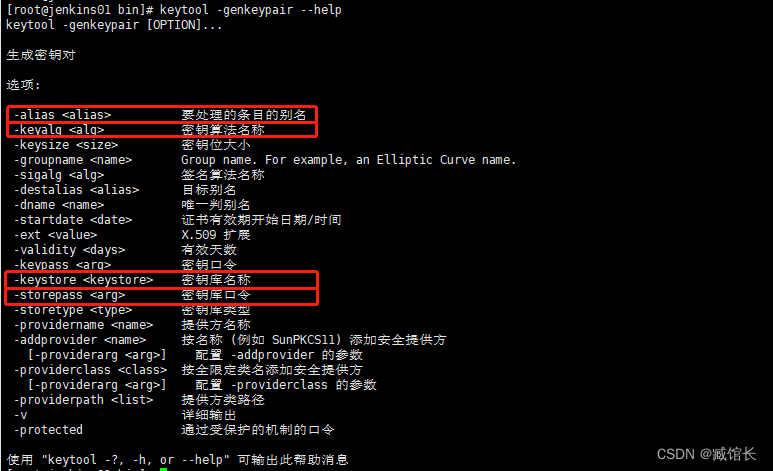 [root@jenkins01 bin]# keytool -genkeypair --help
keytool -genkeypair [OPTION]...
生成密钥对
选项:
-alias <alias> 要处理的条目的别名
-keyalg <alg> 密钥算法名称
-keysize <size> 密钥位大小
-groupname <name> Group name. For example, an Elliptic Curve name.
-sigalg <alg> 签名算法名称
-destalias <alias> 目标别名
-dname <name> 唯一判别名
-startdate <date> 证书有效期开始日期/时间
-ext <value> X.509 扩展
-validity <days> 有效天数
-keypass <arg> 密钥口令
-keystore <keystore> 密钥库名称
-storepass <arg> 密钥库口令
-storetype <type> 密钥库类型
-providername <name> 提供方名称
-addprovider <name> 按名称 (例如 SunPKCS11) 添加安全提供方
[-providerarg <arg>] 配置 -addprovider 的参数
-providerclass <class> 按全限定类名添加安全提供方
[-providerarg <arg>] 配置 -providerclass 的参数
-providerpath <list> 提供方类路径
-v 详细输出
-protected 通过受保护的机制的口令
使用 "keytool -?, -h, or --help" 可输出此帮助消息
CSDN @臧馆长